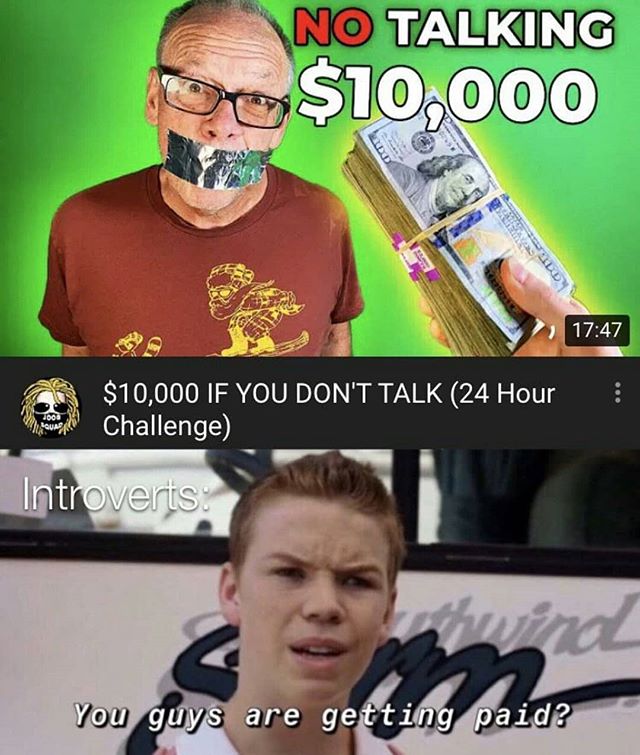 NO TALKING
$10,000
17:47
$10,000 IF YOU DON'T TALK (24 Hour
Challenge)
SQUAD
Introverts:
You guys are getting paid?